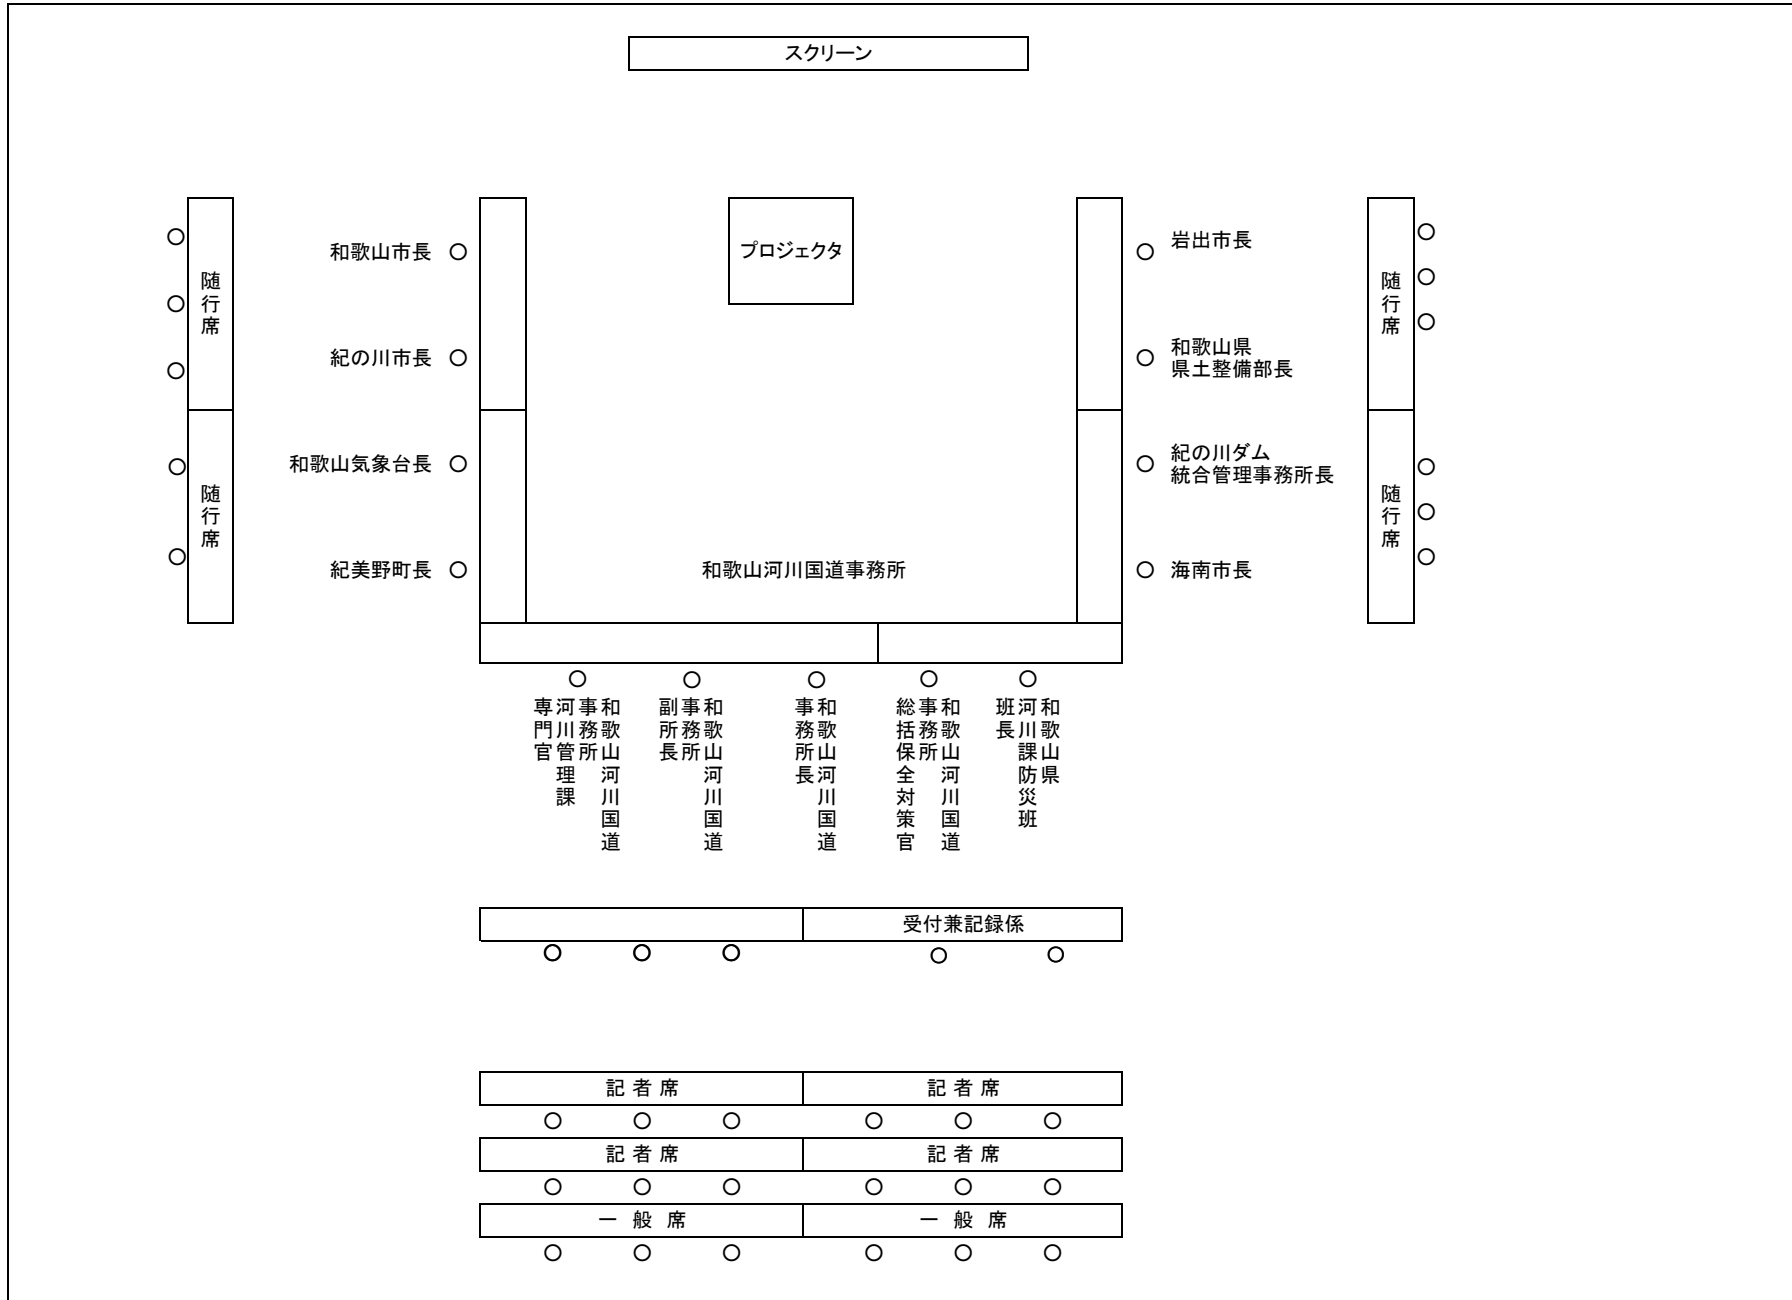 スクリーン
プロジェクタ
随行席
随行席
和歌山市長
紀の川市長
和歌山気象台長
紀美野町長
岩出市長
和歌山県
県土整備部長
紀の川ダム
統合管理事務所長
海南市長
随行席
随行席
和歌山河川国道事務所
和歌山河川国道
事務所
河川管理課
専門官
和歌山河川国道
事務所
副所長
和歌山河川国道
事務所長
和歌山河川国道
事務所
総括保全対策官
和歌山県
河川課防災班
班長
受付兼記録係
記者席
記者席
記者席
記者席
一般席
一般席